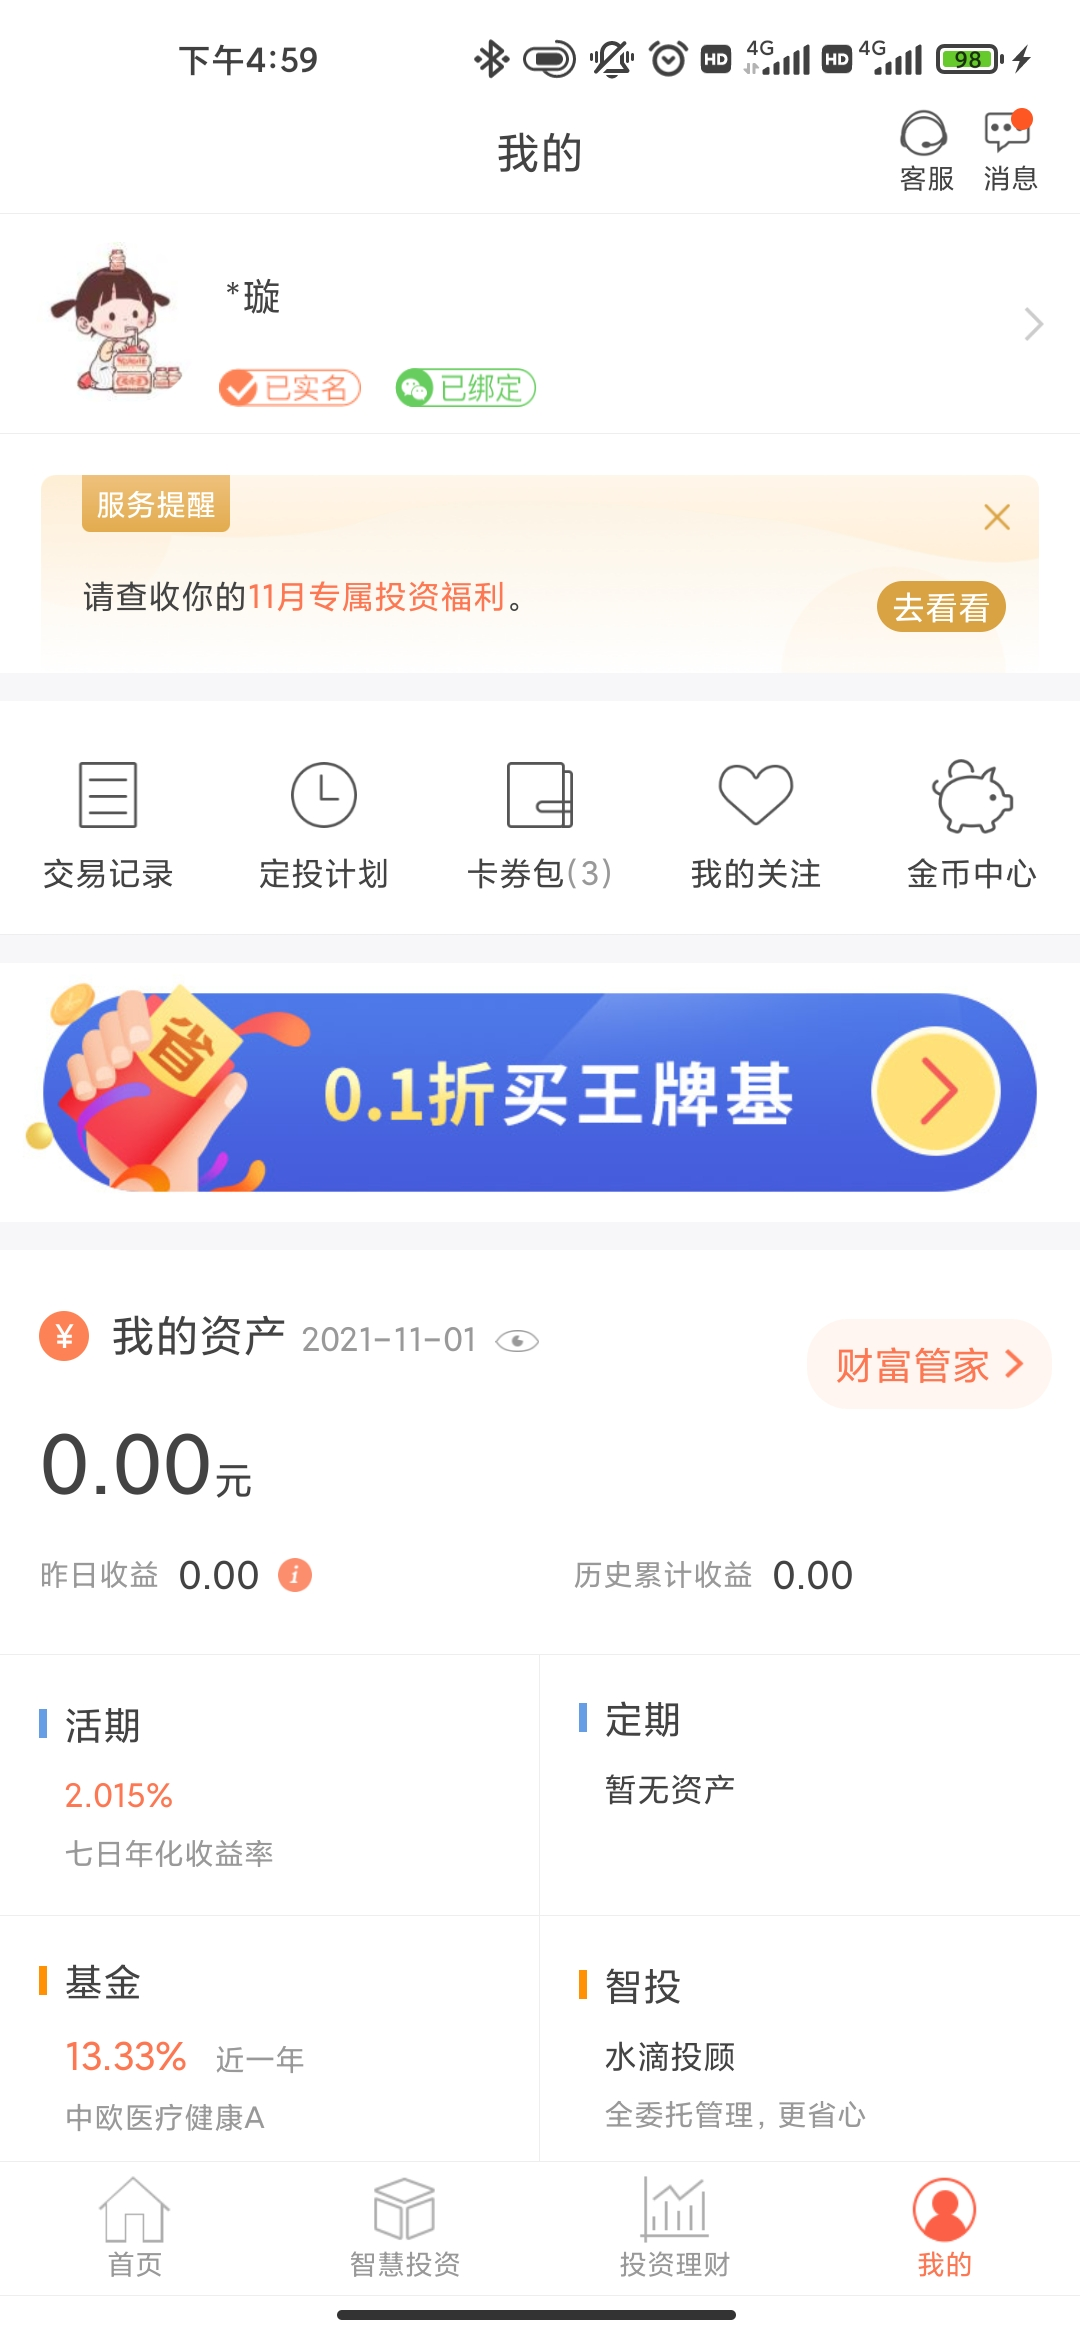 下午4:59
4G
HD
4G
HD
98
我的
客服
消息
*璇
已实名
已绑定
服务提醒
请查收你的11月专属投资福利。
去看看
交易记录
定投计划
卡券包(3)
我的关注
金币中心
省
0.1折买王牌基
¥ 我的资产 2021-11-01
财富管家
0.00元
昨日收益 0.00
历史累计收益 0.00
活期
2.015%
七日年化收益率
定期
暂无资产
基金
13.33% 近一年
中欧医疗健康A
智投
水滴投顾
全委托管理, 更省心
首页
智慧投资
投资理财
我的